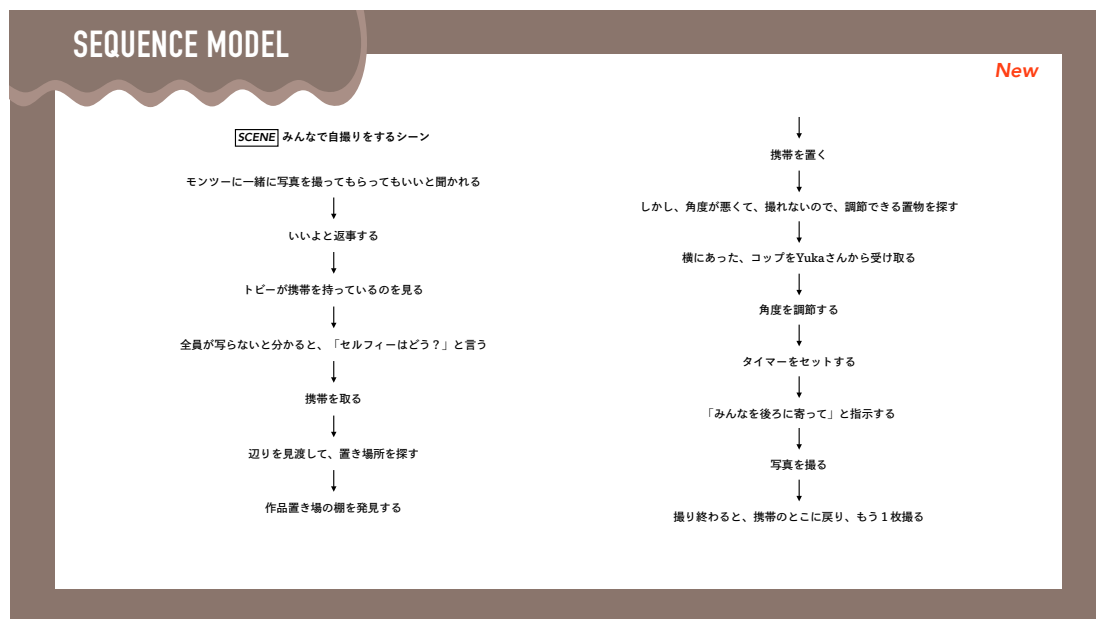 SEQUENCE MODEL
New
SCENE みんなで自撮りをするシーン
モンツーに一緒に写真を撮ってもらってもいいと聞かれる
いいよと返事する
トビーが携帯を持っているのを見る
全員が写らないと分かると、「セルフィーはどう？」と言う
携帯を取る
辺りを見渡して、置き場所を探す
作品置き場の棚を発見する
携帯を置く
しかし、角度が悪くて、撮れないので、調節できる置物を探す
横にあった、コップをYukaさんから受け取る
角度を調節する
タイマーをセットする
「みんなを後ろに寄って」と指示する
写真を撮る
撮り終わると、携帯のとこに戻り、もう１枚撮る